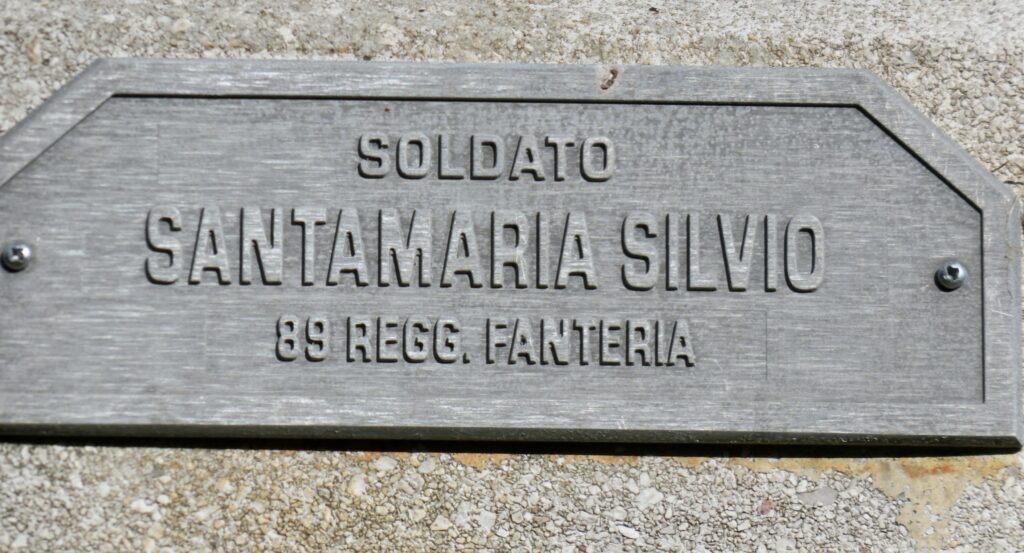 SOLDATO
SANTAMARIA SILVIO
89 REGG. FANTERIA